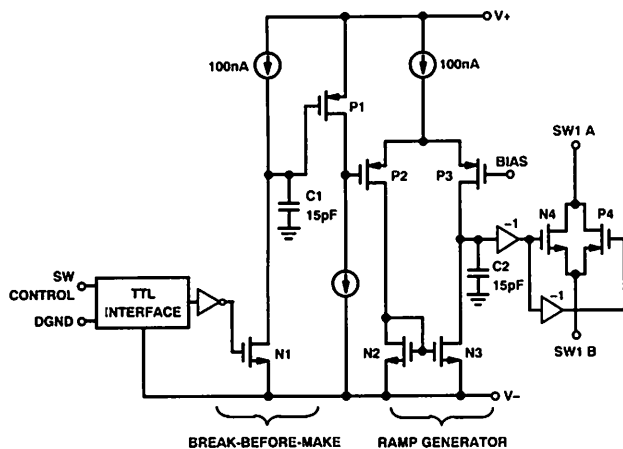 V+
100nA
100nA
P1
SW1 A
BIAS
P2
P3
N4
P4
C1
15pF
-1
C2
15pF
SW
CONTROL
TTL
INTERFACE
-1
DGND
N1
N2
N3
SW1 B
V-
BREAK-BEFORE-MAKE
RAMP GENERATOR